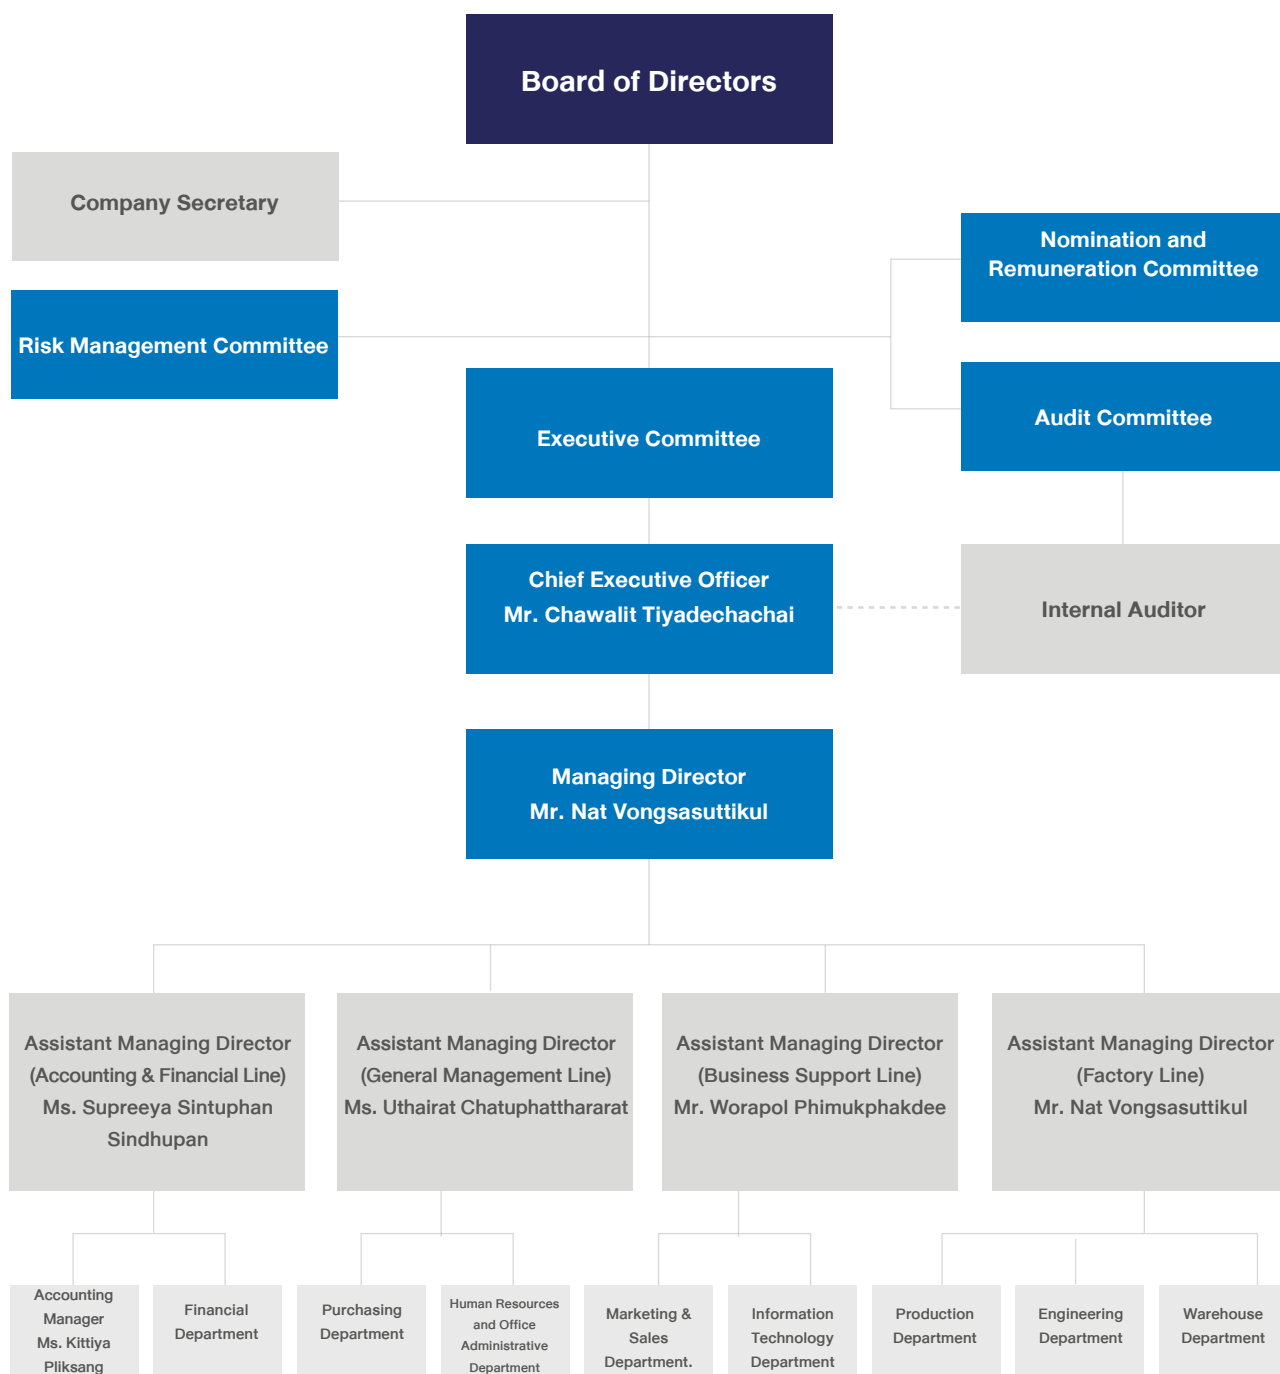 Board of Directors
Company Secretary
Nomination and
Remuneration Committee
Risk Management Committee
Executive Committee
Audit Committee
Chief Executive Officer
Mr. Chawalit Tiyadechachai
Internal Auditor
Managing Director
Mr. Nat Vongsasuttikul
Assistant Managing Director
(Accounting & Financial Line)
Ms. Supreeya Sintuphan
Sindhupan
Assistant Managing Director
(General Management Line)
Ms. Uthairat Chatuphatthararat
Assistant Managing Director
(Business Support Line)
Mr. Worapol Phimukphakdee
Assistant Managing Director
(Factory Line)
Mr. Nat Vongsasuttikul
Accounting
Manager
Ms. Kittiya
Pliksang
Financial
Department
Purchasing
Department
Human Resources
and Office
Administrative
Department
Marketing &
Sales
Department.
Information
Technology
Department
Production
Department
Engineering
Department
Warehouse
Department